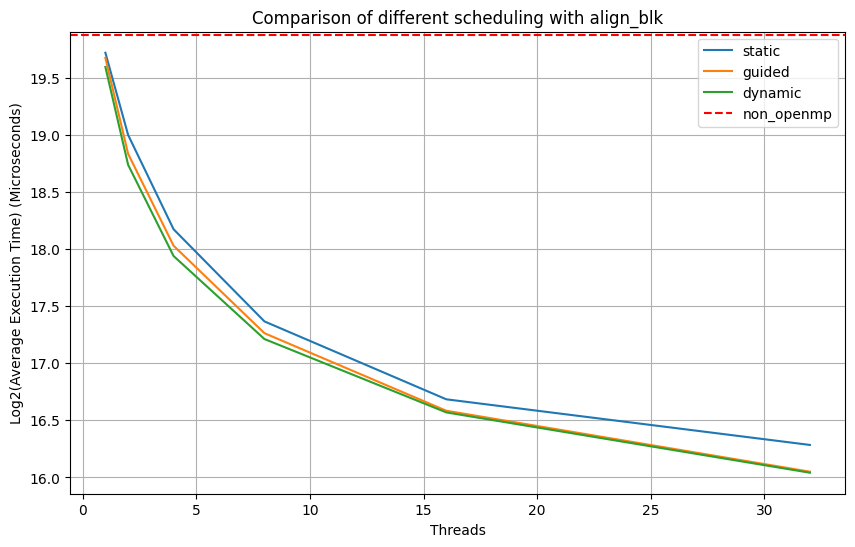 Comparison of different scheduling with align_blk
Log2(Average Execution Time) (Microseconds)
19.5
19.0
18.5
18.0
17.5
17.0
16.5
16.0
static
guided
dynamic
non_openmp
0 5 10 15 20 25 30
Threads